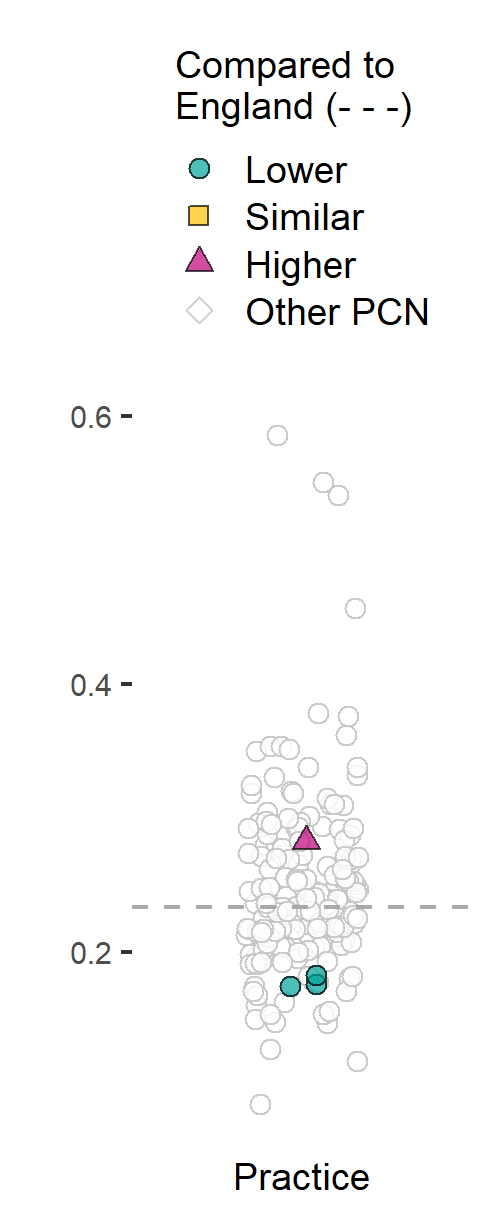 Compared to
England (- - -)
Lower
Similar
Higher
Other PCN
0.6
0.4
0.2
Practice